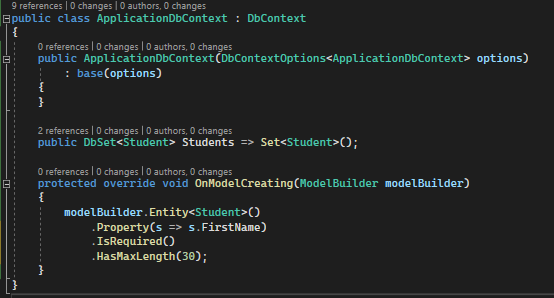 9 references | 0 changes | 0 authors, 0 changes
public class ApplicationDbContext : DbContext
{
0 references | 0 changes | 0 authors, 0 changes
public ApplicationDbContext(DbContextOptions<ApplicationDbContext> options)
: base(options)
{
}
2 references | 0 changes | 0 authors, 0 changes
public DbSet<Student> Students => Set<Student>();
0 references | 0 changes | 0 authors, 0 changes
protected override void OnModelCreating(ModelBuilder modelBuilder)
{
modelBuilder.Entity<Student>()
.Property(s => s.FirstName)
.IsRequired()
.HasMaxLength(30);
}
}